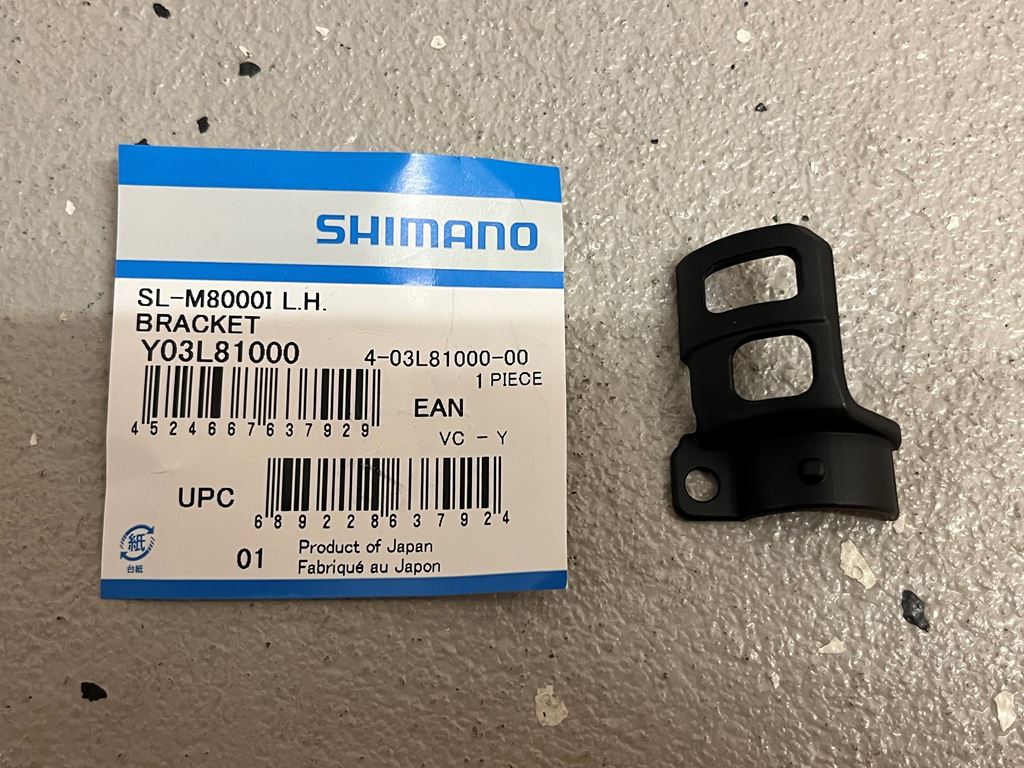 SHIMANO
SL-M8000I L.H.
BRACKET
Y03L81000 4-03L81000-00
1 PIECE
4524667637929
EAN
VC - Y
UPC
689228637924
紙
台紙
01
Product of Japan
Fabriqué au Japon